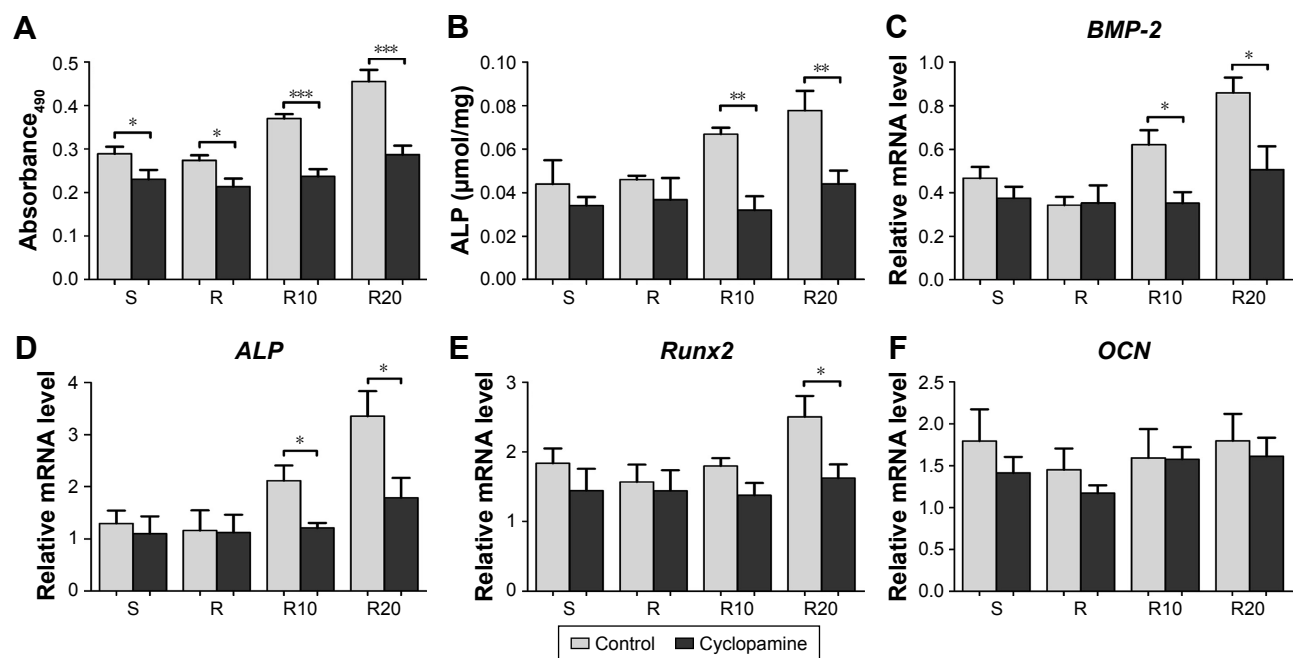 A
Absorbance490
0.5
0.4
0.3
0.2
0.1
0.0
*
*
***
***
S R R10 R20
B
ALP (µmol/mg)
0.10
0.08
0.06
0.04
0.02
0.00
**
**
S R R10 R20
C
BMP-2
Relative mRNA level
1.0
0.8
0.6
0.4
0.2
0.0
*
*
S R R10 R20
D
ALP
Relative mRNA level
4
3
2
1
0
*
*
S R R10 R20
E
Runx2
Relative mRNA level
3
2
1
0
*
S R R10 R20
F
OCN
Relative mRNA level
2.5
2.0
1.5
1.0
0.5
0.0
S R R10 R20
Control Cyclopamine